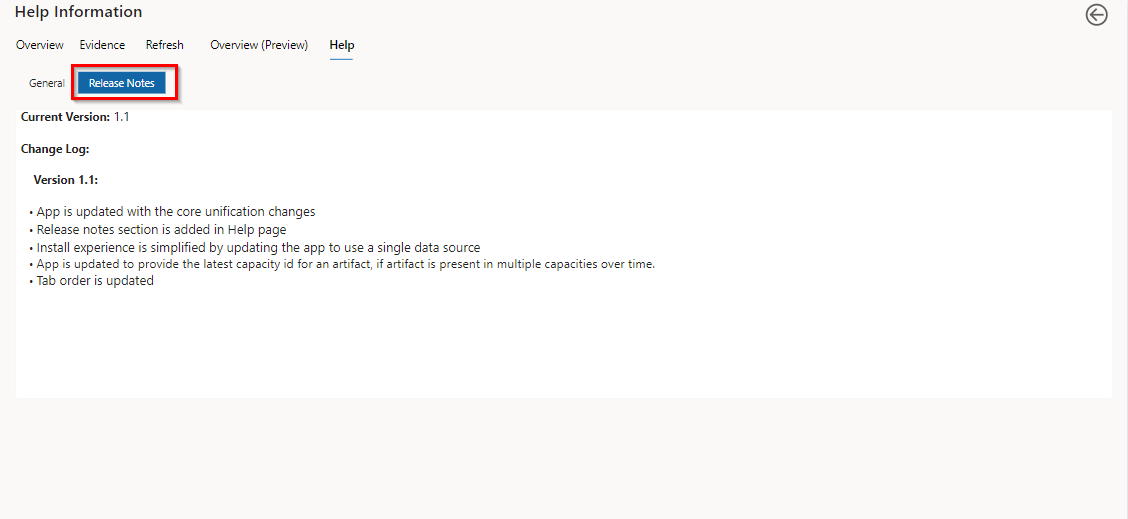 Help Information
Overview Evidence Refresh Overview (Preview) Help
General Release Notes
Current Version: 1.1
Change Log:
Version 1.1:
• App is updated with the core unification changes
• Release notes section is added in Help page
• Install experience is simplified by updating the app to use a single data source
• App is updated to provide the latest capacity id for an artifact, if artifact is present in multiple capacities over time.
• Tab order is updated